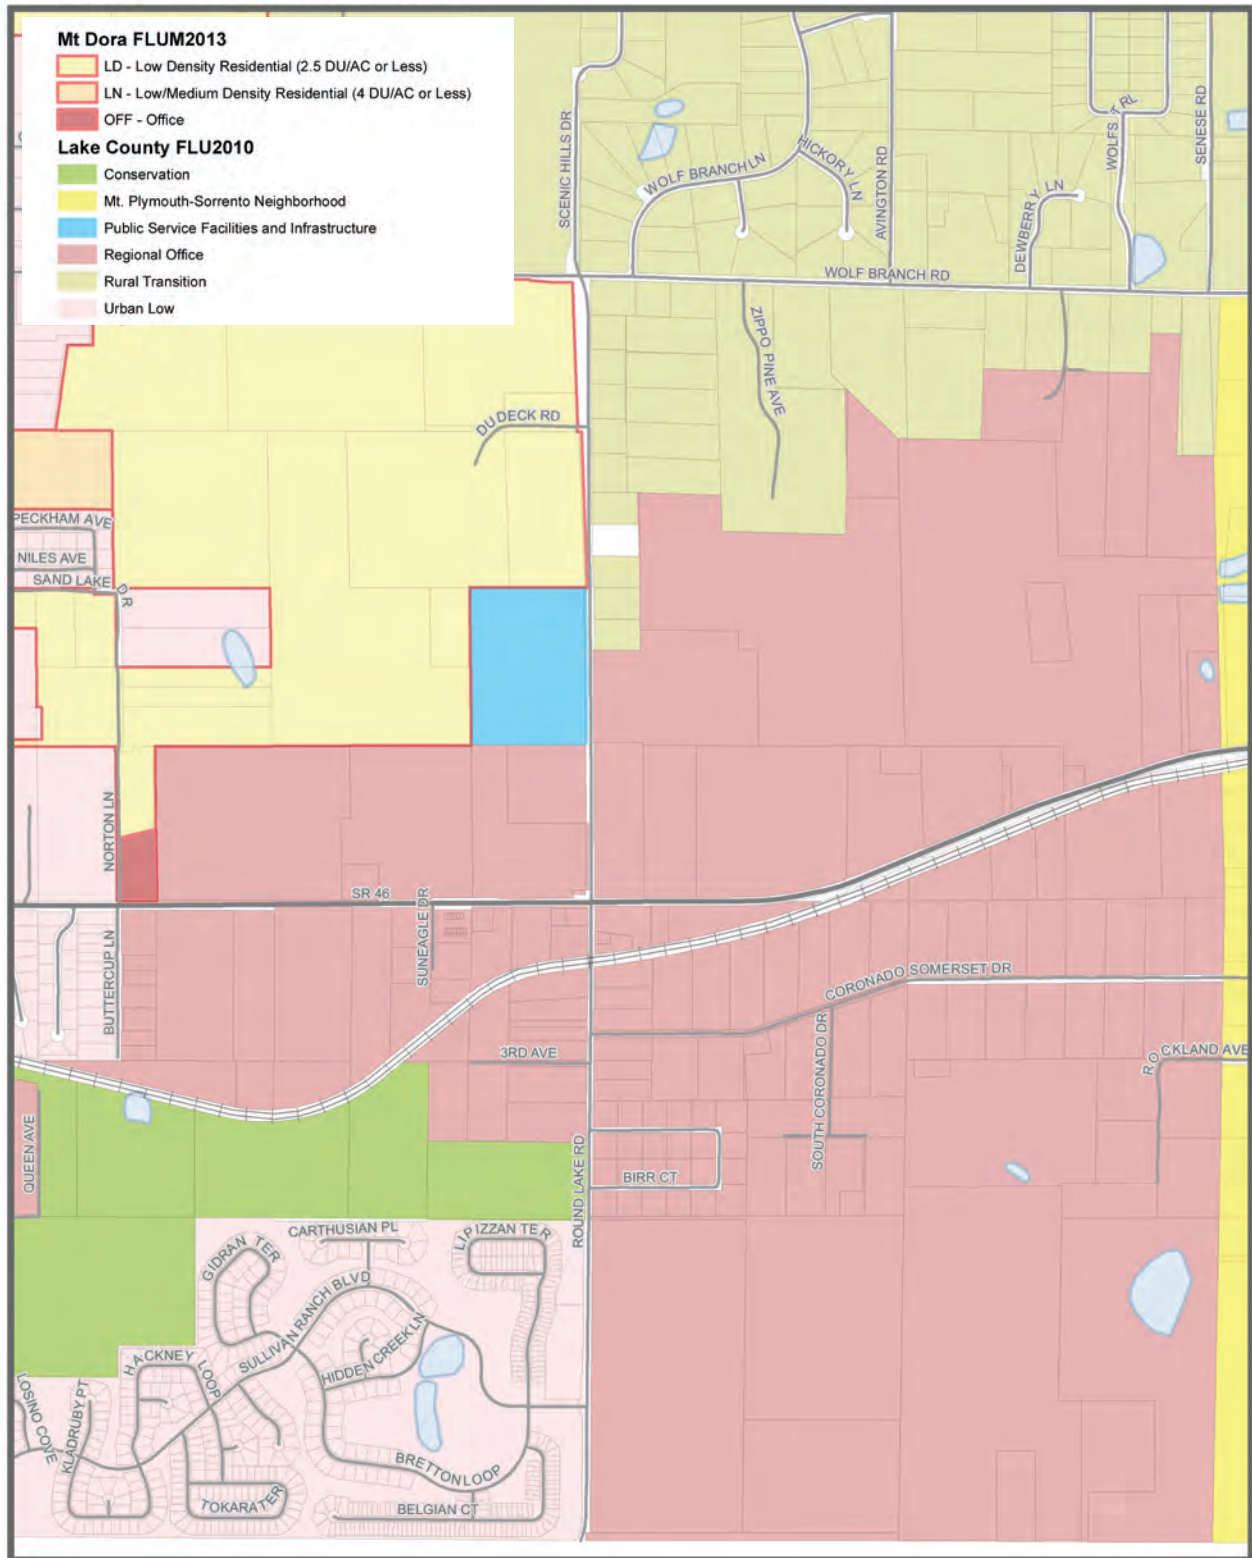 Mt Dora FLUM2013
LD - Low Density Residential (2.5 DU/AC or Less)
LN - Low/Medium Density Residential (4 DU/AC or Less)
OFF - Office
Lake County FLU2010
Conservation
Mt. Plymouth-Sorrento Neighborhood
Public Service Facilities and Infrastructure
Regional Office
Rural Transition
Urban Low
SCENIC HILLS DR
WOLF BRANCH LN
HICKORY LN
AVINGTON RD
DEWBERRY LN
WOLFS TRL
SENESE RD
WOLF BRANCH RD
ZIPPO PINE AVE
DUDECK RD
PECKHAM AVE
NILES AVE
SAND LAKE DR
NORTON LN
SR 46
SUNEAGLE DR
BUTTERCUP LN
CORONADO SOMERSET DR
3RD AVE
SOUTH CORONADO DR
ROCKLAND AVE
QUEEN AVE
ROUND LAKE RD
BIRR CT
CARTHUSIAN PL
LIPIZZAN TER
GIDRAN TER
SULLIVAN RANCH BLVD
HIDDEN CREEK LN
HACKNEY LOOP
LOSINO COVE
KLADRUBY PT
BRETTON LOOP
TOKARA TER
BELGIAN CT